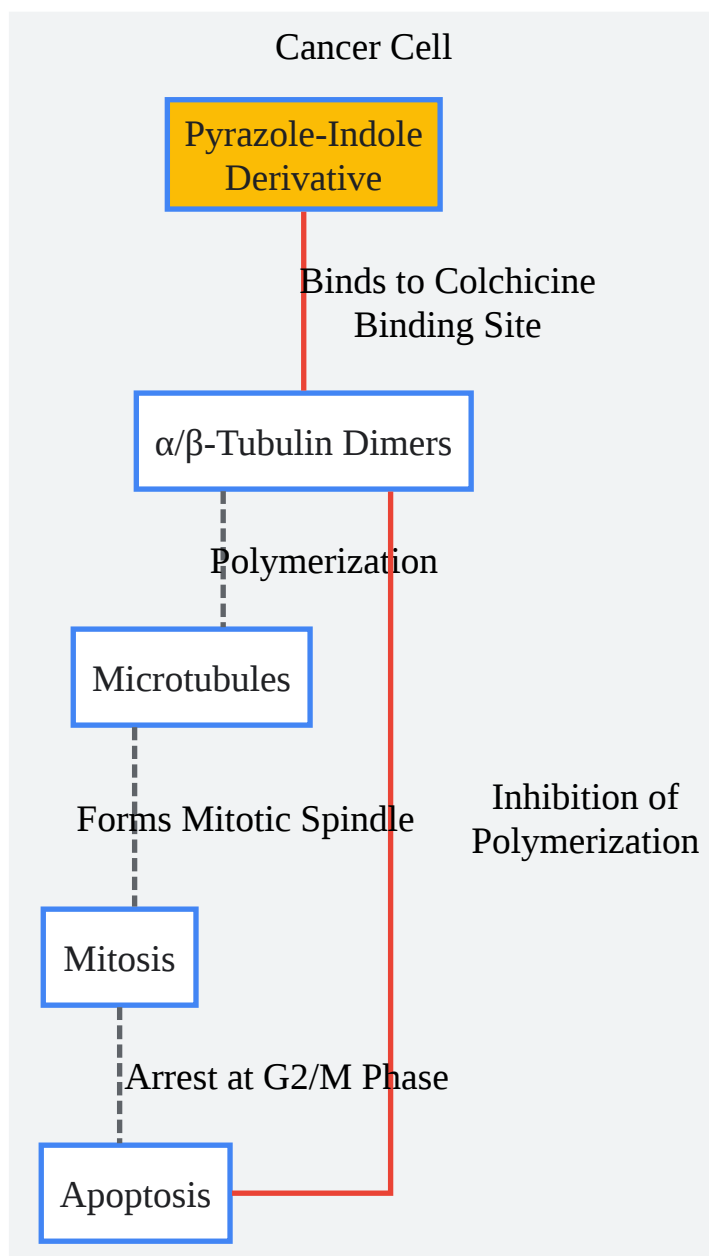 Cancer Cell
Pyrazole-Indole
Derivative
Binds to Colchicine
Binding Site
α/β-Tubulin Dimers
Polymerization
Microtubules
Forms Mitotic Spindle
Inhibition of
Polymerization
Mitosis
Arrest at G2/M Phase
Apoptosis